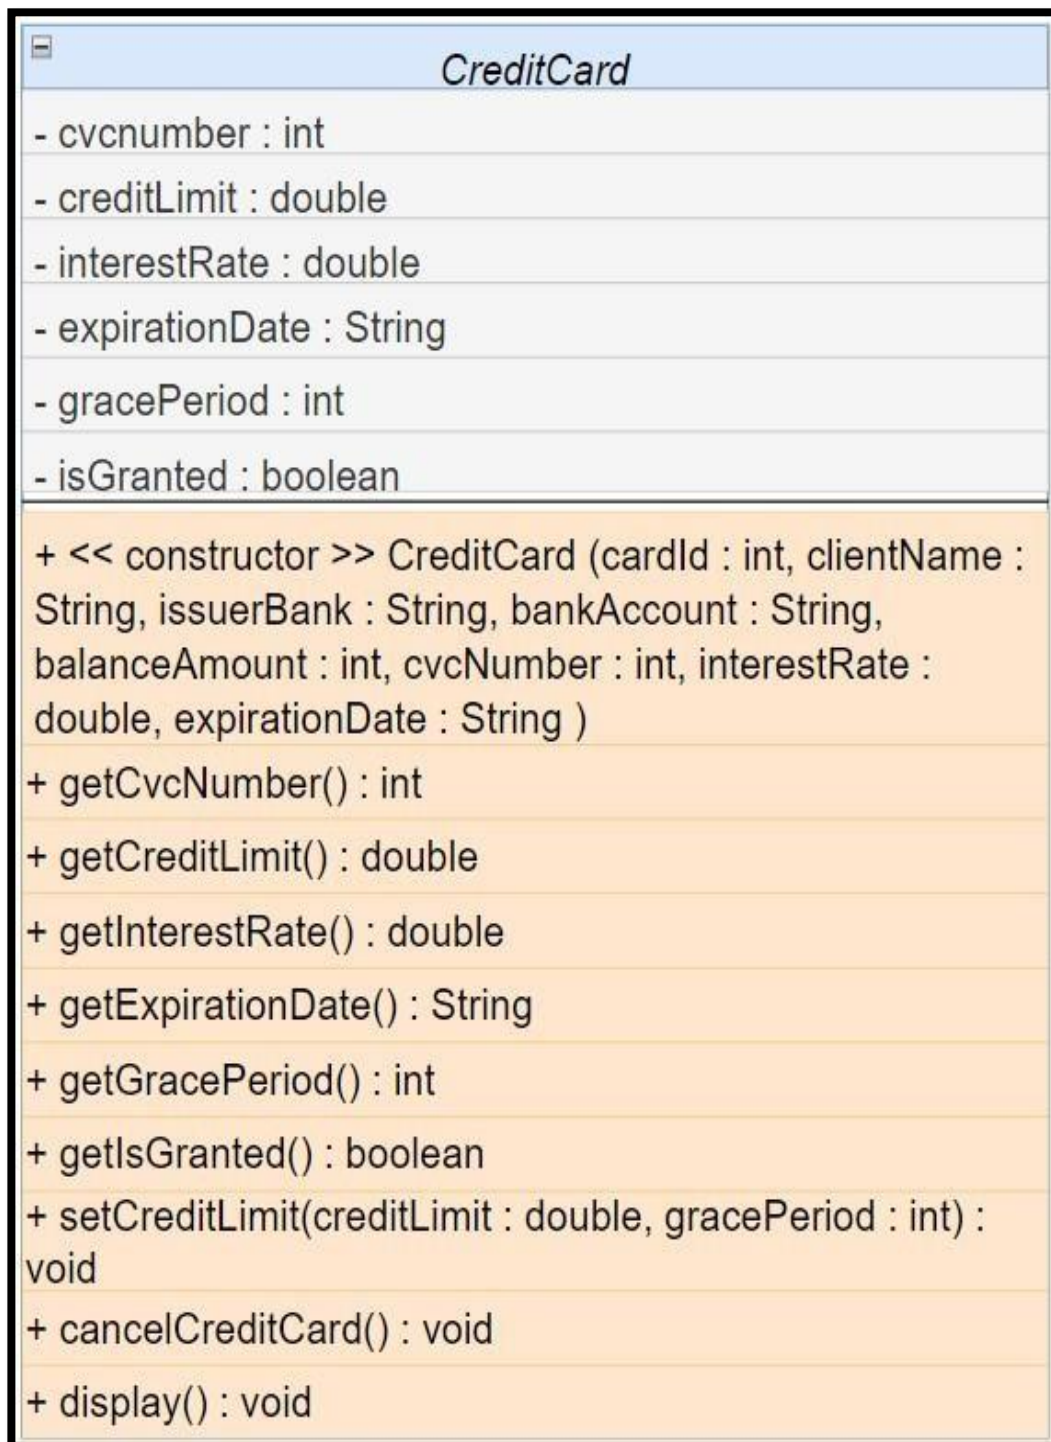 CreditCard
- cvcnumber : int
- creditLimit : double
- interestRate : double
- expirationDate : String
- gracePeriod : int
- isGranted : boolean
+ << constructor >> CreditCard (cardId : int, clientName :
String, issuerBank : String, bankAccount : String,
balanceAmount : int, cvcNumber : int, interestRate :
double, expirationDate : String )
+ getCvcNumber() : int
+ getCreditLimit() : double
+ getInterestRate() : double
+ getExpirationDate() : String
+ getGracePeriod() : int
+ getIsGranted() : boolean
+ setCreditLimit(creditLimit : double, gracePeriod : int) :
void
+ cancelCreditCard() : void
+ display() : void